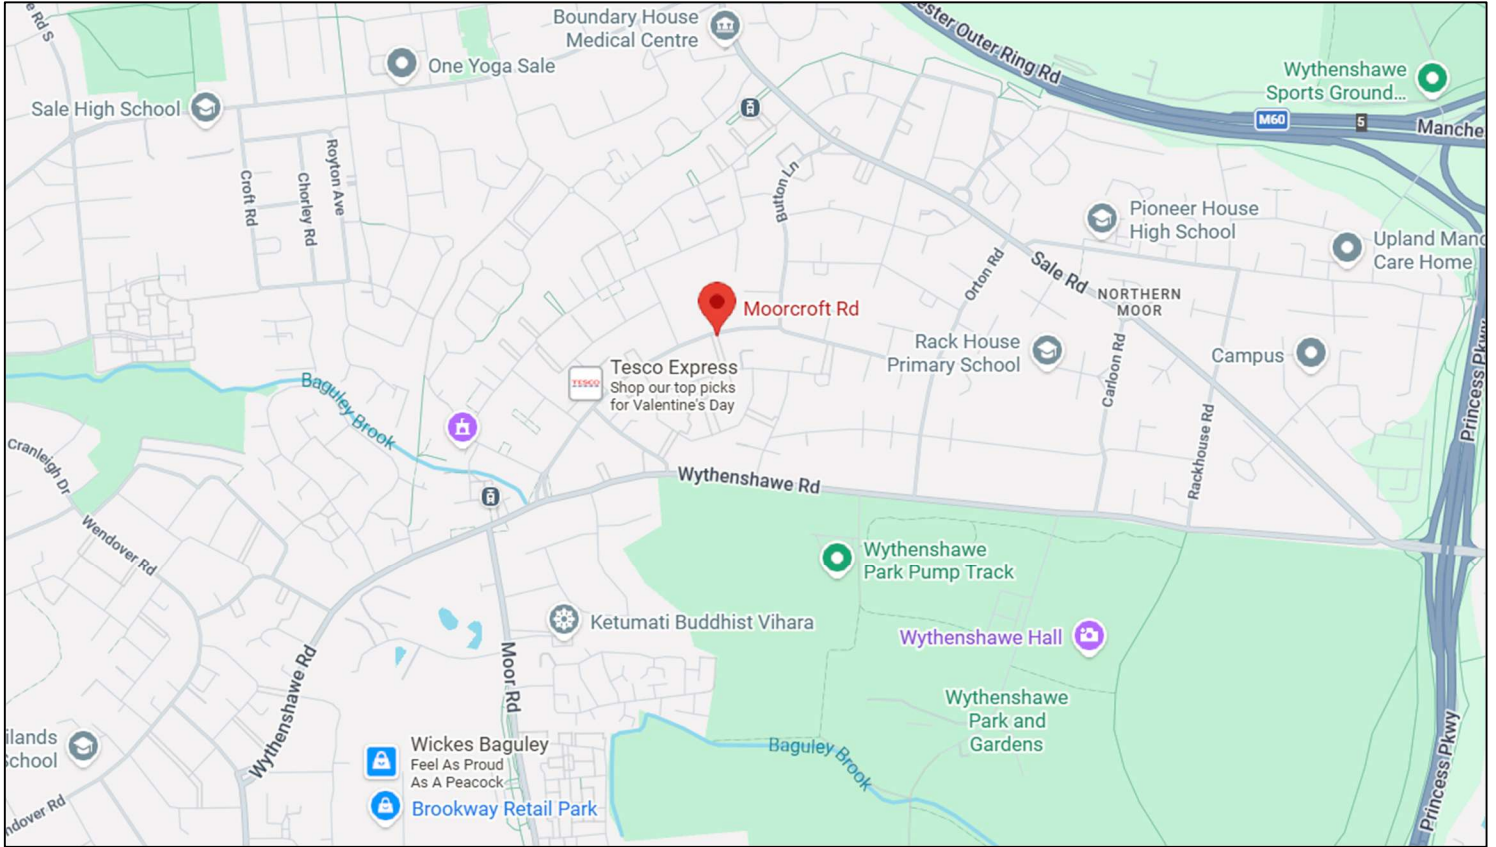 e Rd S
Boundary House
Medical Centre
ester Outer Ring Rd
One Yoga Sale
Wythenshawe
Sports Ground...
Sale High School
M60
5
Manche
Royton Ave
Croft Rd
Chorley Rd
Button Ln
Pioneer House
High School
Upland Mano
Care Home
Orton Rd
Sale Rd
NORTHERN
MOOR
Moorcroft Rd
Rack House
Primary School
Campus
Carloon Rd
Princess Pkwy
Tesco Express
Shop our top picks
for Valentine's Day
TESCO
Baguley Brook
Rackhouse Rd
Cranleigh Dr
Wythenshawe Rd
Wendover Rd
Wythenshawe
Park Pump Track
Ketumati Buddhist Vihara
Wythenshawe Hall
Moor Rd
Wythenshawe Rd
Wythenshawe
Park and
Gardens
ilands
School
Wickes Baguley
Feel As Proud
As A Peacock
Baguley Brook
Princess Pkwy
Brookway Retail Park
ndover Rd